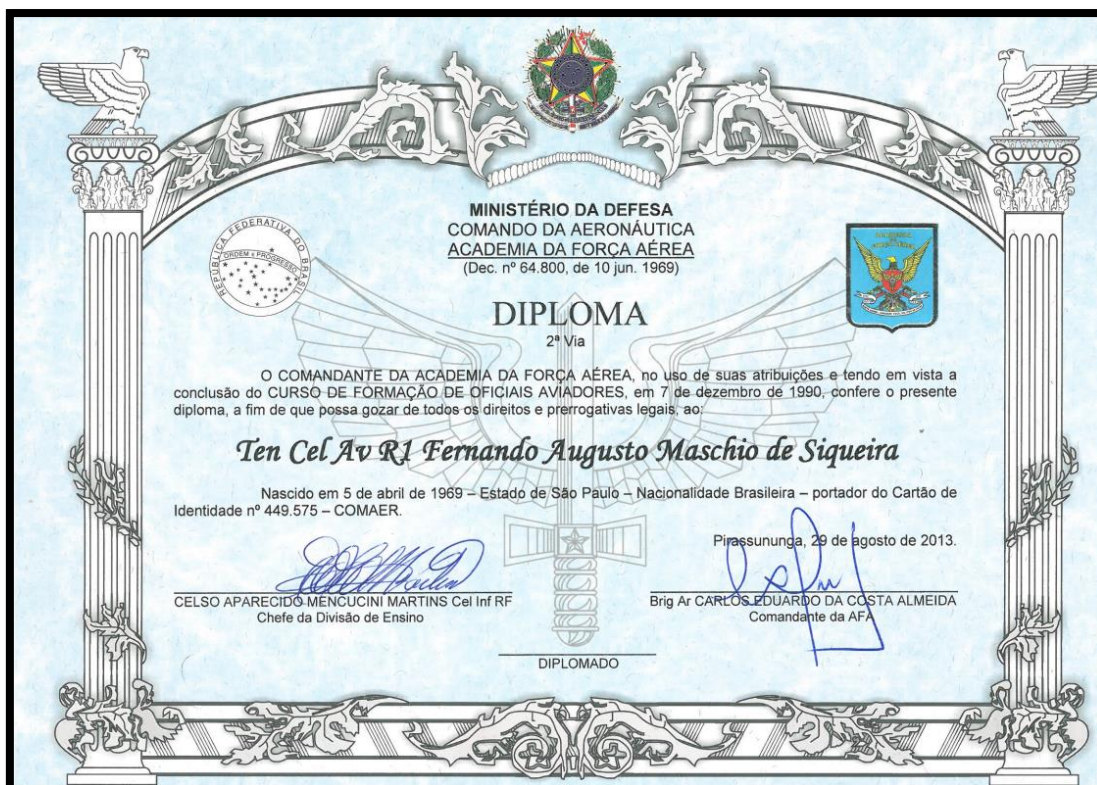 MINISTÉRIO DA DEFESA
COMANDO DA AERONÁUTICA
ACADEMIA DA FORÇA AÉREA
(Dec. nº 64.800, de 10 jun. 1969)
REPÚBLICA FEDERATIVA DO BRASIL
ORDEM E PROGRESSO
DIPLOMA
2ª Via
O COMANDANTE DA ACADEMIA DA FORÇA AÉREA, no uso de suas atribuições e tendo em vista a
conclusão do CURSO DE FORMAÇÃO DE OFICIAIS AVIADORES, em 7 de dezembro de 1990, confere o presente
diploma, a fim de que possa gozar de todos os direitos e prerrogativas legais, ao:
Ten Cel Av R1 Fernando Augusto Maschio de Siqueira
Nascido em 5 de abril de 1969 – Estado de São Paulo – Nacionalidade Brasileira – portador do Cartão de
Identidade nº 449.575 – COMAER.
Pirassununga, 29 de agosto de 2013.
CELSO APARECIDO MENCUCINI MARTINS Cel Inf RF
Chefe da Divisão de Ensino
Brig Ar CARLOS EDUARDO DA COSTA ALMEIDA
Comandante da AFA
DIPLOMADO